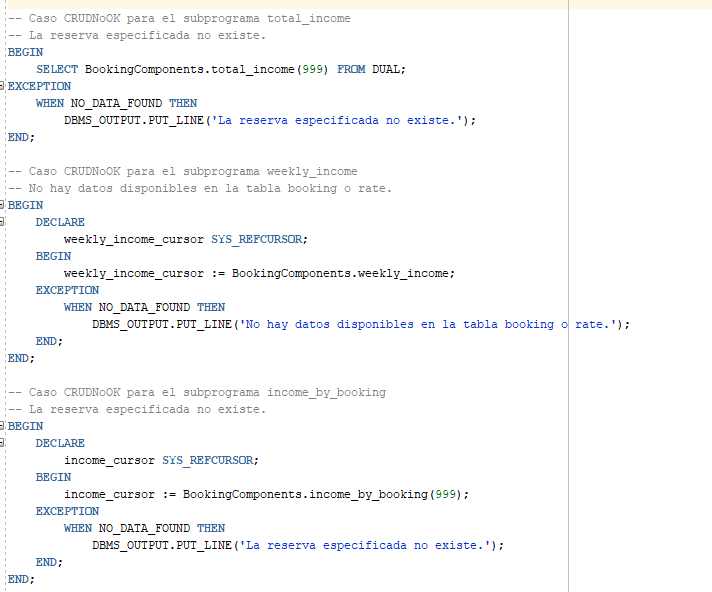 -- Caso CRUDNoOK para el subprograma total_income
-- La reserva especificada no existe.
BEGIN
    SELECT BookingComponents.total_income(999) FROM DUAL;
EXCEPTION
    WHEN NO_DATA_FOUND THEN
        DBMS_OUTPUT.PUT_LINE('La reserva especificada no existe.');
END;

-- Caso CRUDNoOK para el subprograma weekly_income
-- No hay datos disponibles en la tabla booking o rate.
BEGIN
    DECLARE
        weekly_income_cursor SYS_REFCURSOR;
    BEGIN
        weekly_income_cursor := BookingComponents.weekly_income;
    EXCEPTION
        WHEN NO_DATA_FOUND THEN
            DBMS_OUTPUT.PUT_LINE('No hay datos disponibles en la tabla booking o rate.');
    END;
END;

-- Caso CRUDNoOK para el subprograma income_by_booking
-- La reserva especificada no existe.
BEGIN
    DECLARE
        income_cursor SYS_REFCURSOR;
    BEGIN
        income_cursor := BookingComponents.income_by_booking(999);
    EXCEPTION
        WHEN NO_DATA_FOUND THEN
            DBMS_OUTPUT.PUT_LINE('La reserva especificada no existe.');
    END;
END;